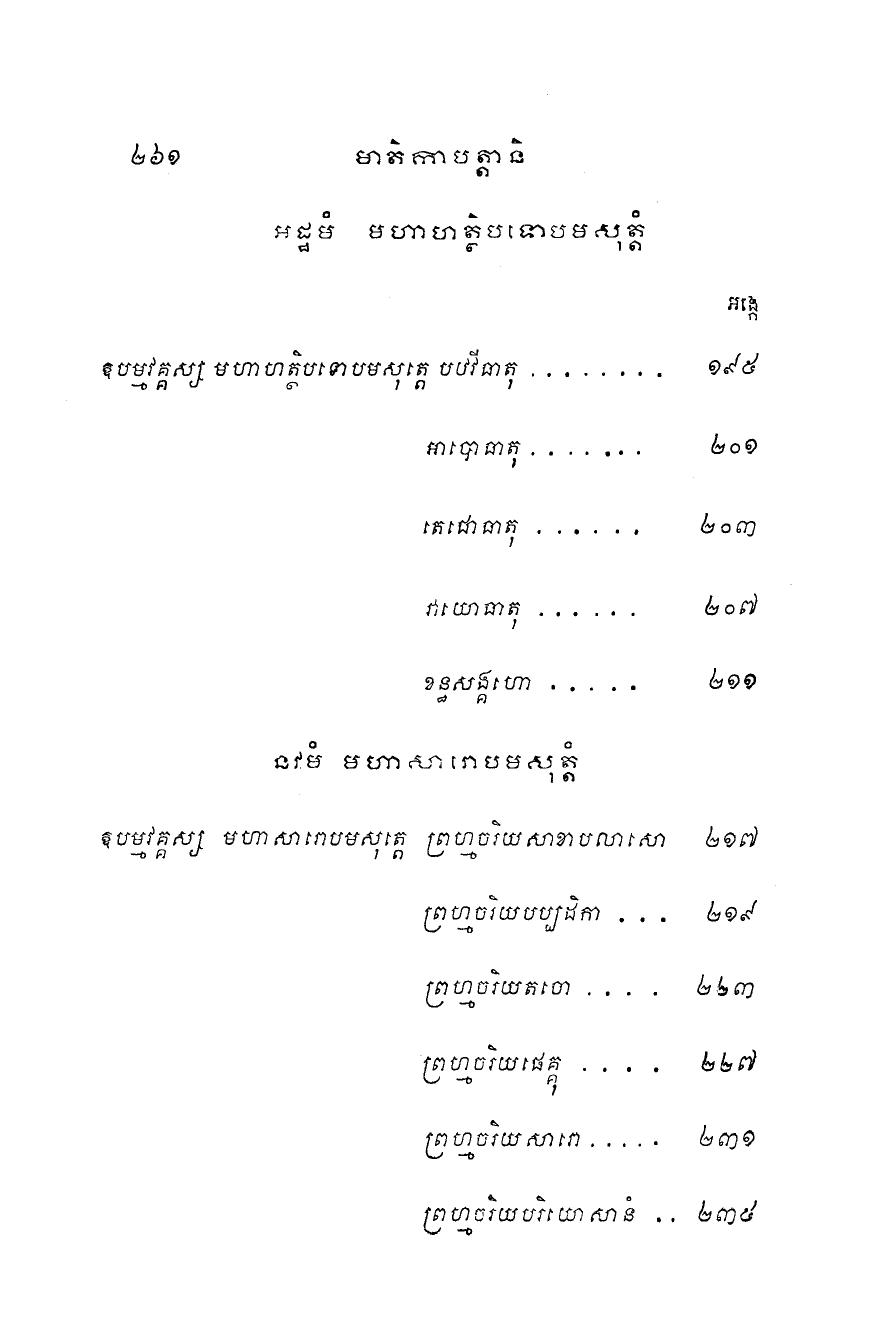 ២៦១ មាតិកាបត្តានិ
អដ្ឋមំ មហាហត្ថិបទោបមសុត្តំ
អង្កេ
ឱបម្មវគ្គស្ស មហាហត្ថិបទោបមសុត្តេ បឋវីធាតុ . . . . . . . . ១៩៥
អាបោធាតុ . . . . . . . ២០១
តេជោធាតុ . . . . . . ២០៣
វាយោធាតុ . . . . . . ២០៧
ខន្ធសង្គហោ . . . . . ២១១
នវមំ មហាសារោបមសុត្តំ
ឱបម្មវគ្គស្ស មហាសារោបមសុត្តេ ព្រហ្មចរិយសាខាបលាសោ ២១៧
ព្រហ្មចរិយបប្បដិកា . . . ២១៩
ព្រហ្មចរិយតចោ . . . . ២២៣
ព្រហ្មចរិយផេគ្គុ . . . . ២២៧
ព្រហ្មចរិយសារោ . . . . . ២៣១
ព្រហ្មចរិយបរិយោសានំ . . ២៣៥